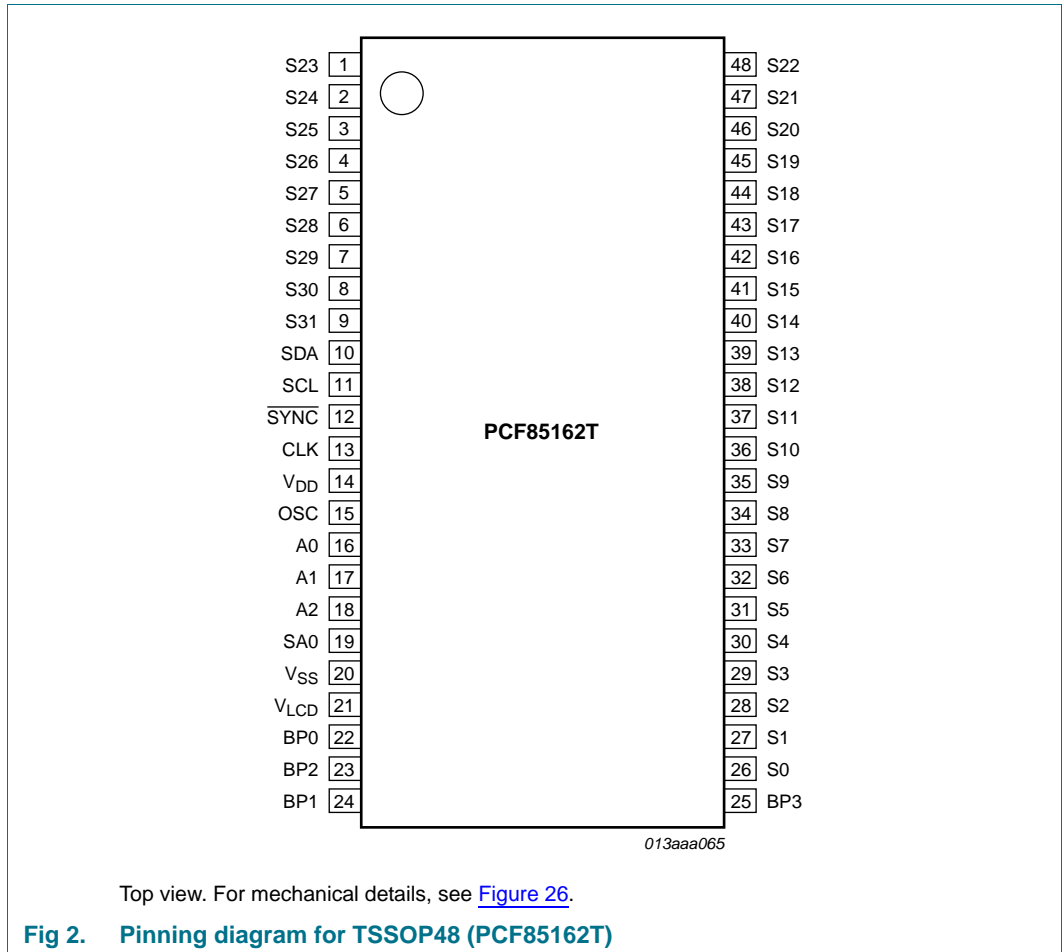 S23 1 48 S22
S24 2 47 S21
S25 3 46 S20
S26 4 45 S19
S27 5 44 S18
S28 6 43 S17
S29 7 42 S16
S30 8 41 S15
S31 9 40 S14
SDA 10 39 S13
SCL 11 38 S12
SYNC 12 37 S11
PCF85162T
CLK 13 36 S10
VDD 14 35 S9
OSC 15 34 S8
A0 16 33 S7
A1 17 32 S6
A2 18 31 S5
SA0 19 30 S4
VSS 20 29 S3
VLCD 21 28 S2
BP0 22 27 S1
BP2 23 26 S0
BP1 24 25 BP3
013aaa065
Top view. For mechanical details, see Figure 26.
Fig 2. Pinning diagram for TSSOP48 (PCF85162T)